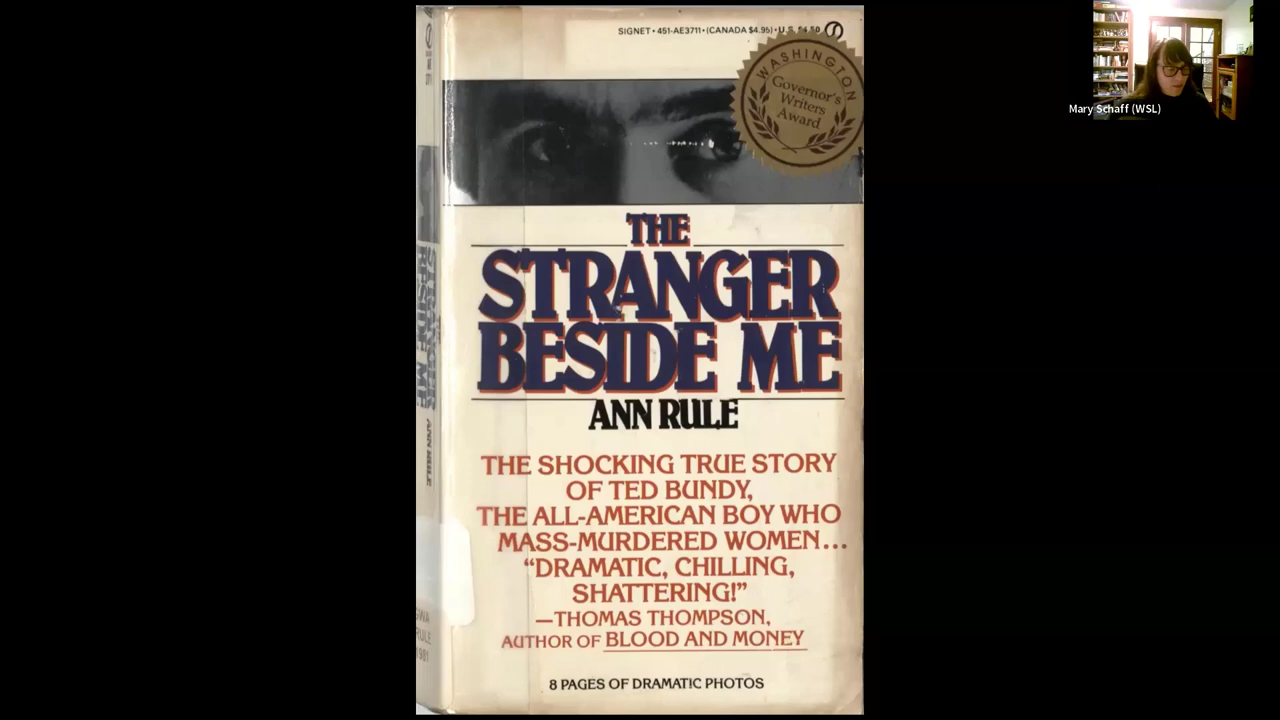 SIGNET • 451-AE3711 • (CANADA $4.95) • U.S. $4.50
WASHINGTON
Governor's
Writers
Award
THE
STRANGER
BESIDE ME
ANN RULE
THE SHOCKING TRUE STORY
OF TED BUNDY,
THE ALL-AMERICAN BOY WHO
MASS-MURDERED WOMEN...
“DRAMATIC, CHILLING,
SHATTERING!”
—THOMAS THOMPSON,
AUTHOR OF BLOOD AND MONEY
8 PAGES OF DRAMATIC PHOTOS
STRANGER
BESIDE ME
ANN RULE
RULE
Mary Schaff (WSL)